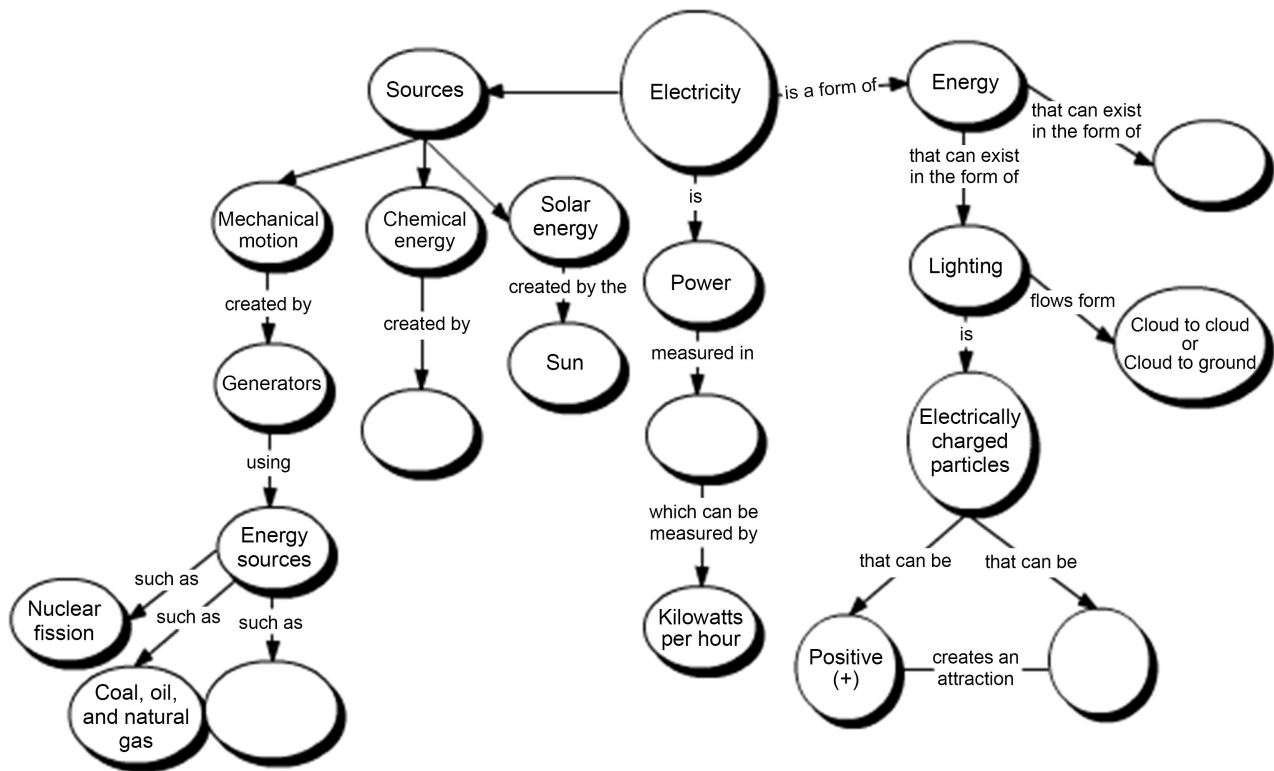 Sources
Electricity
is a form of
Energy
that can exist
in the form of
that can exist
in the form of
is
Mechanical
motion
Chemical
energy
Solar
energy
created by
created by
created by the
Generators
Sun
Power
measured in
Lighting
flows form
Cloud to cloud
or
Cloud to ground
is
Electrically
charged
particles
using
Energy
sources
which can be
measured by
such as
such as
such as
Nuclear
fission
Coal, oil,
and natural
gas
Kilowatts
per hour
that can be
that can be
Positive
(+)
creates an
attraction